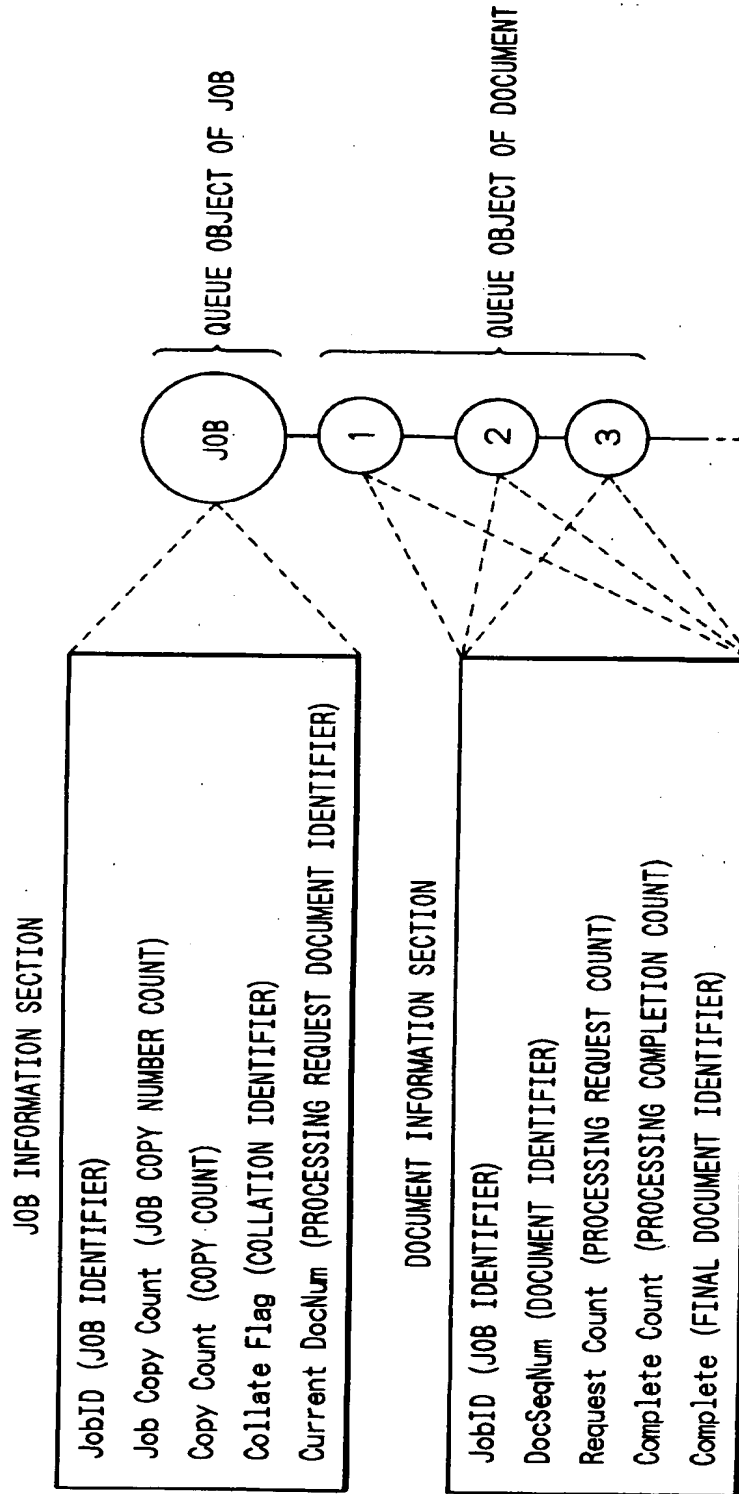 JOB INFORMATION SECTION
JobID (JOB IDENTIFIER)
Job Copy Count (JOB COPY NUMBER COUNT)
Copy Count (COPY COUNT)
Collate Flag (COLLATION IDENTIFIER)
Current DocNum (PROCESSING REQUEST DOCUMENT IDENTIFIER)
JOB
QUEUE OBJECT OF JOB
DOCUMENT INFORMATION SECTION
JobID (JOB IDENTIFIER)
DocSeqNum (DOCUMENT IDENTIFIER)
Request Count (PROCESSING REQUEST COUNT)
Complete Count (PROCESSING COMPLETION COUNT)
Complete (FINAL DOCUMENT IDENTIFIER)
1
2
3
QUEUE OBJECT OF DOCUMENT